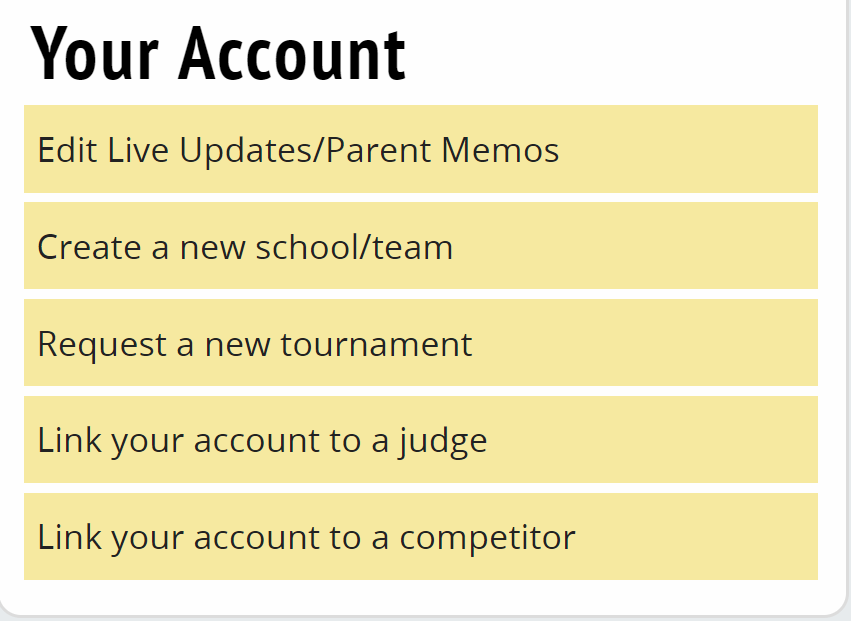 Your Account
Edit Live Updates/Parent Memos
Create a new school/team
Request a new tournament
Link your account to a judge
Link your account to a competitor